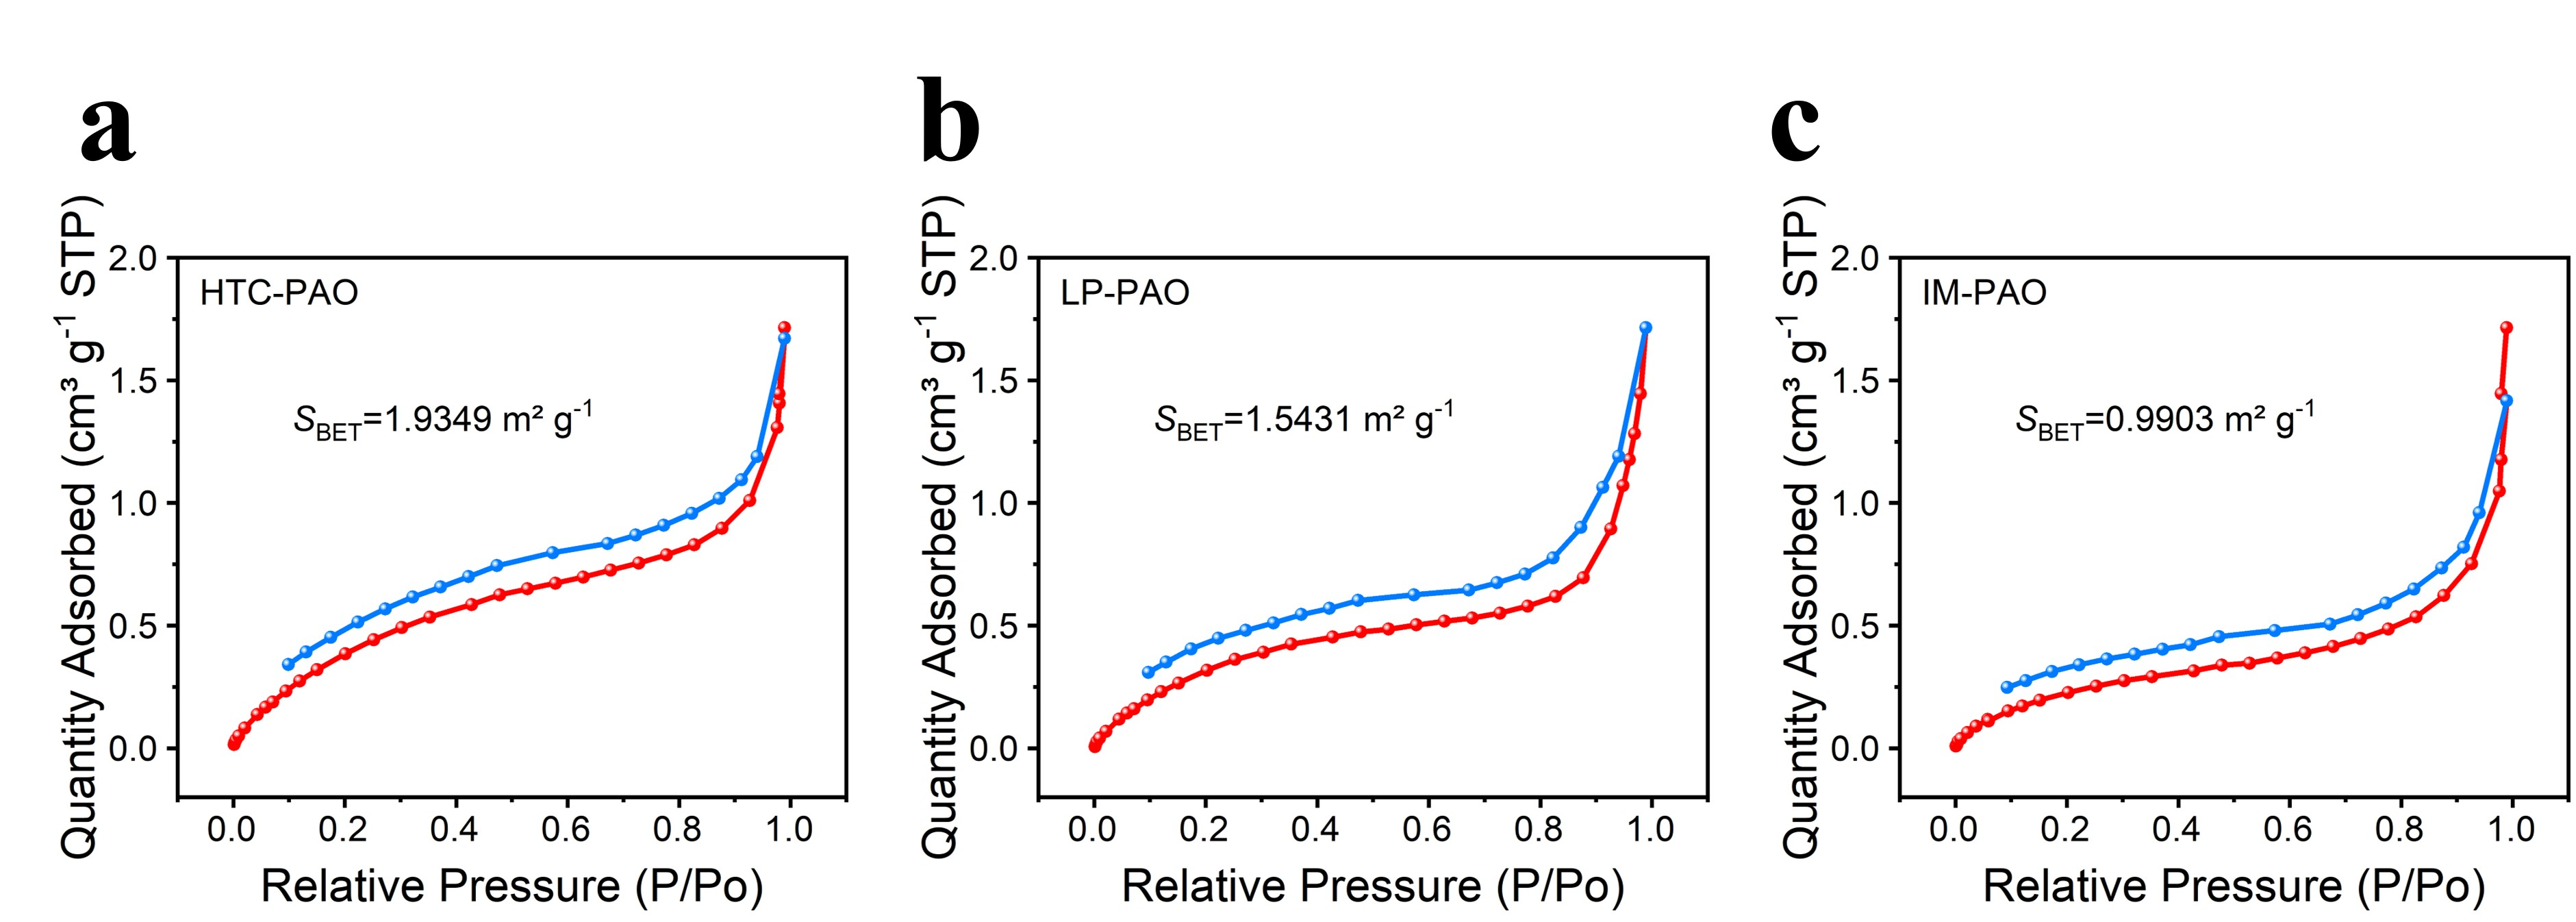 a
Quantity Adsorbed (cm³ g⁻¹ STP)
2.0
1.5
1.0
0.5
0.0
HTC-PAO
S_BET=1.9349 m² g⁻¹
0.0 0.2 0.4 0.6 0.8 1.0
Relative Pressure (P/Po)
b
Quantity Adsorbed (cm³ g⁻¹ STP)
2.0
1.5
1.0
0.5
0.0
LP-PAO
S_BET=1.5431 m² g⁻¹
0.0 0.2 0.4 0.6 0.8 1.0
Relative Pressure (P/Po)
c
Quantity Adsorbed (cm³ g⁻¹ STP)
2.0
1.5
1.0
0.5
0.0
IM-PAO
S_BET=0.9903 m² g⁻¹
0.0 0.2 0.4 0.6 0.8 1.0
Relative Pressure (P/Po)